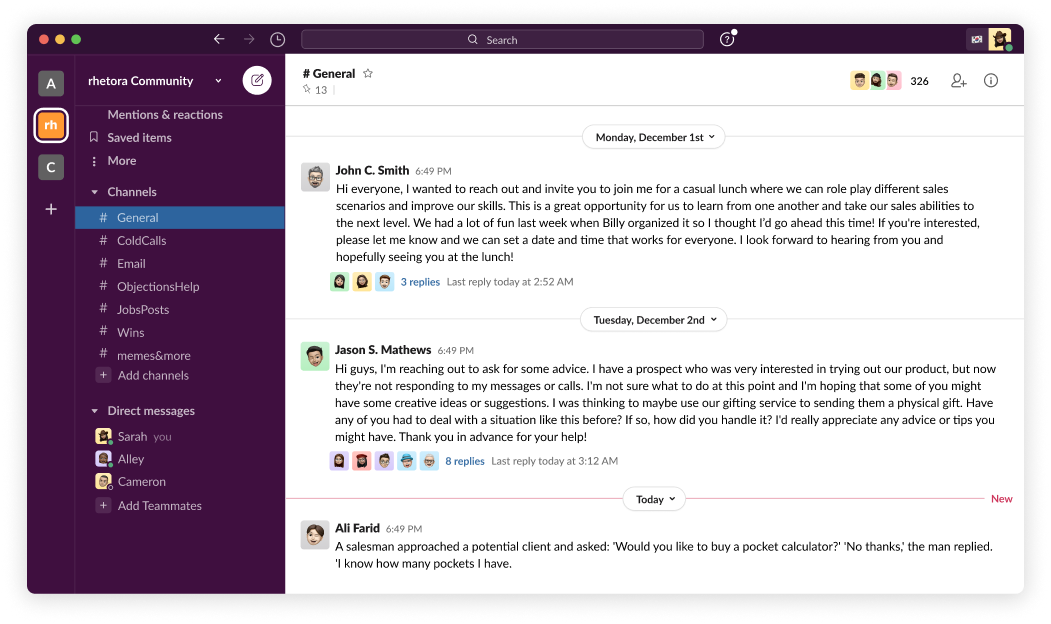 Search
A
rh
C
rhetora Community
Mentions & reactions
Saved items
More
Channels
# General
# ColdCalls
# Email
# ObjectionsHelp
# JobsPosts
# Wins
# memes&more
+ Add channels
Direct messages
Sarah you
Alley
Cameron
+ Add Teammates
# General
13
326
Monday, December 1st
John C. Smith 6:49 PM
Hi everyone, I wanted to reach out and invite you to join me for a casual lunch where we can role play different sales
scenarios and improve our skills. This is a great opportunity for us to learn from one another and take our sales abilities to
the next level. We had a lot of fun last week when Billy organized it so I thought I'd go ahead this time! If you're interested,
please let me know and we can set a date and time that works for everyone. I look forward to hearing from you and
hopefully seeing you at the lunch!
3 replies Last reply today at 2:52 AM
Tuesday, December 2nd
Jason S. Mathews 6:49 PM
Hi guys, I'm reaching out to ask for some advice. I have a prospect who was very interested in trying out our product, but now
they're not responding to my messages or calls. I'm not sure what to do at this point and I'm hoping that some of you might
have some creative ideas or suggestions. I was thinking to maybe use our gifting service to sending them a physical gift. Have
any of you had to deal with a situation like this before? If so, how did you handle it? I'd really appreciate any advice or tips you
might have. Thank you in advance for your help!
8 replies Last reply today at 3:12 AM
Today
New
Ali Farid 6:49 PM
A salesman approached a potential client and asked: 'Would you like to buy a pocket calculator?' 'No thanks,' the man replied.
'I know how many pockets I have.